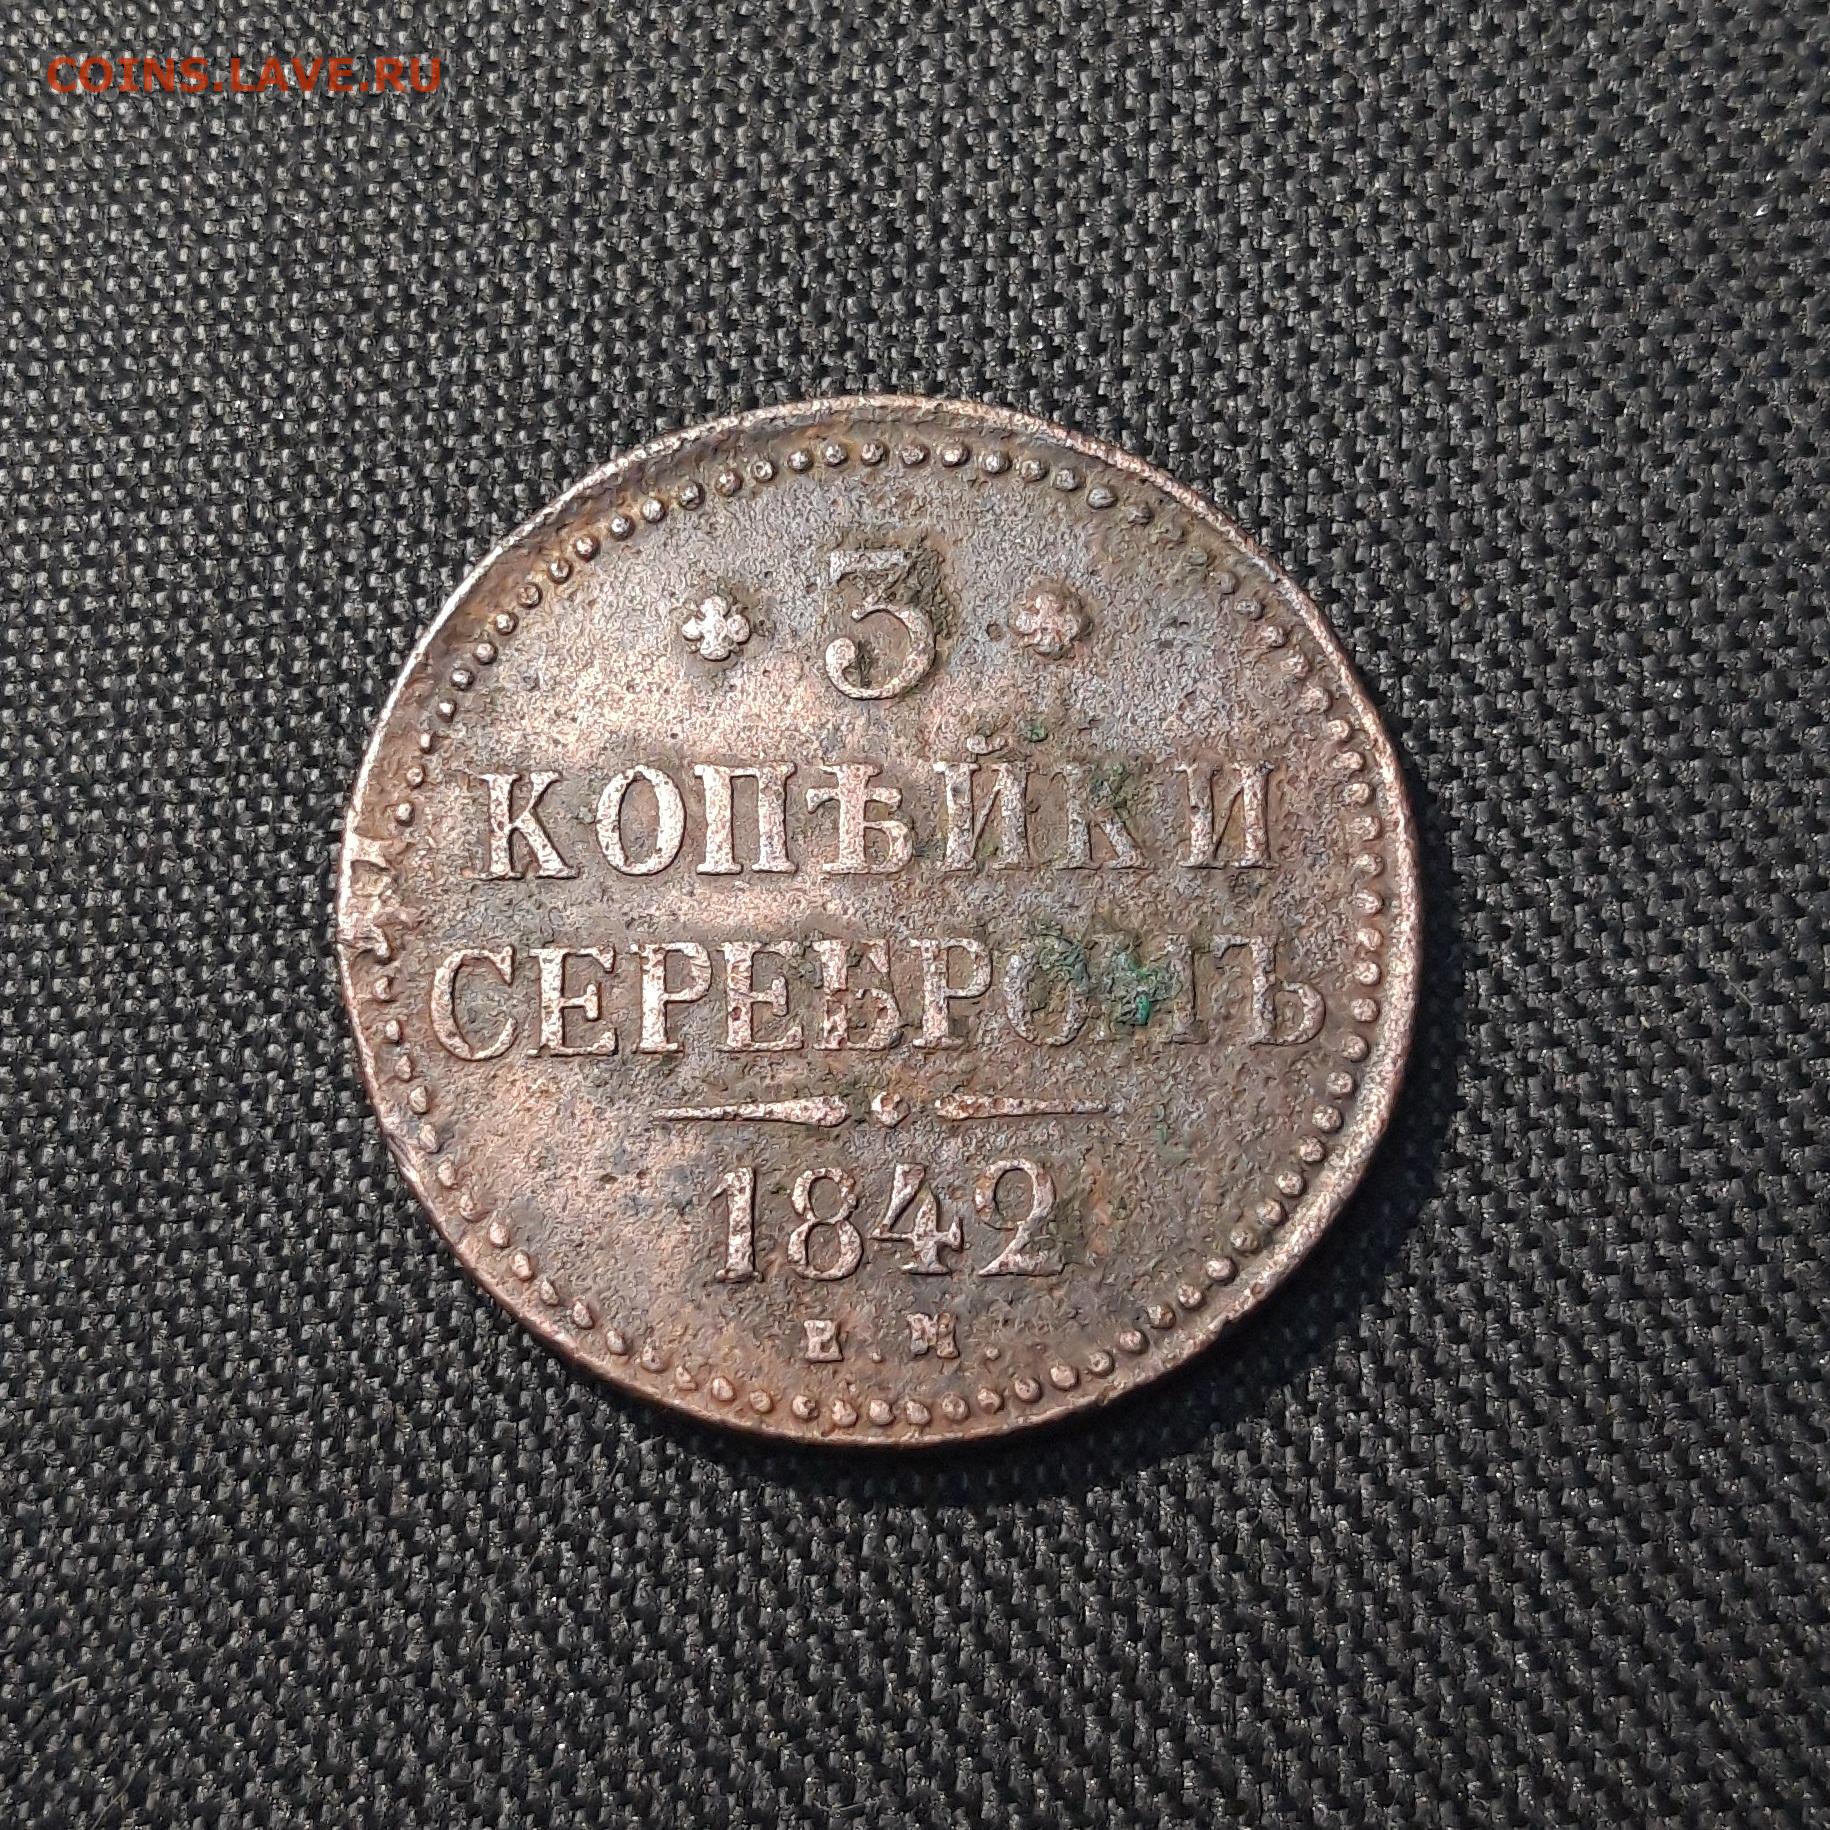 COINS.LAVE.RU
3
КОПѢЙКИ
СЕРЕБРОМЪ
1842
Е.М.